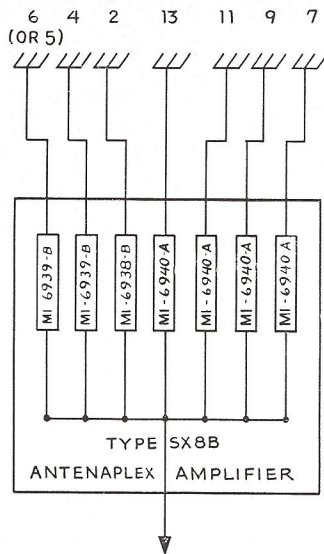 6 4 2 13 11 9 7
(OR 5)
MI 6939-B
MI-6939-B
MI-6938-B
MI-6940-A
MI-6940-A
MI-6940-A
MI-6940 A
TYPE SX8B
ANTENAPLEX AMPLIFIER